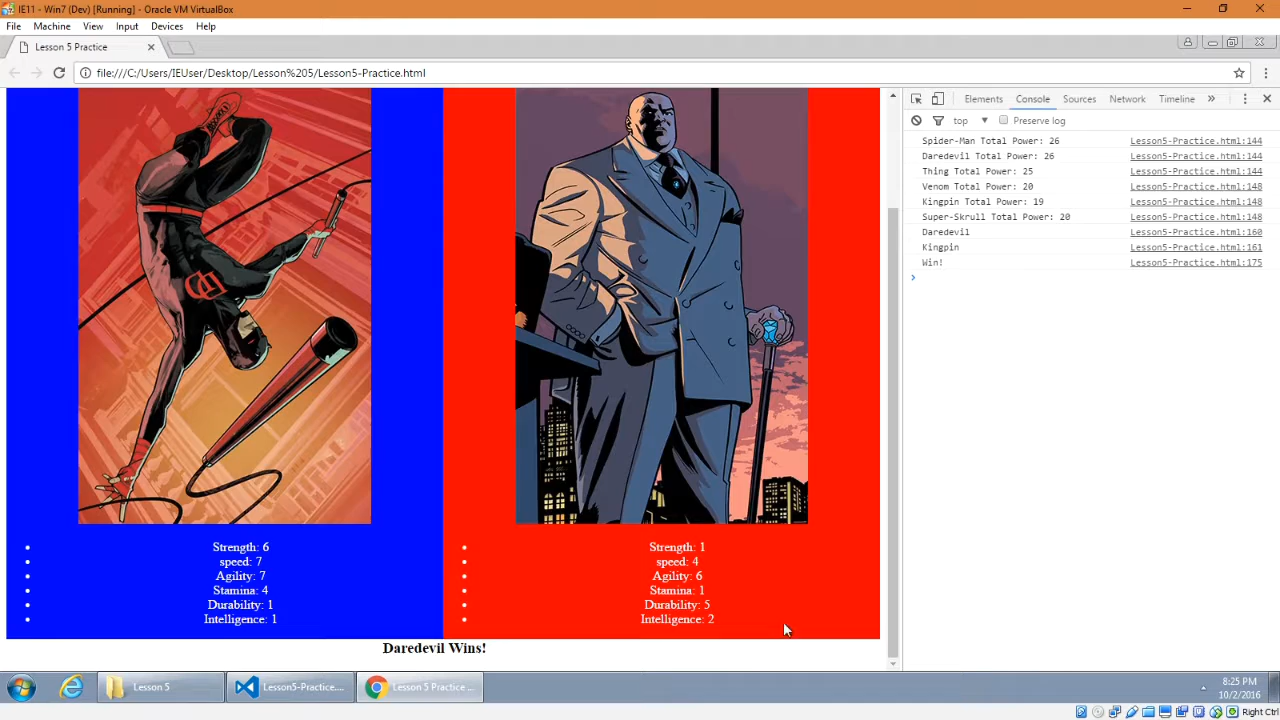 IE11 - Win7 (Dev) [Running] - Oracle VM VirtualBox
File Machine View Input Devices Help
Lesson 5 Practice
file:///C:/Users/IEUser/Desktop/Lesson%205/Lesson5-Practice.html
Elements Console Sources Network Timeline »
top Preserve log
Spider-Man Total Power: 26 Lesson5-Practice.html:144
Daredevil Total Power: 26 Lesson5-Practice.html:144
Thing Total Power: 25 Lesson5-Practice.html:144
Venom Total Power: 20 Lesson5-Practice.html:148
Kingpin Total Power: 19 Lesson5-Practice.html:148
Super-Skrull Total Power: 20 Lesson5-Practice.html:148
Daredevil Lesson5-Practice.html:160
Kingpin Lesson5-Practice.html:161
Win! Lesson5-Practice.html:175
Strength: 6
speed: 7
Agility: 7
Stamina: 4
Durability: 1
Intelligence: 1
Strength: 1
speed: 4
Agility: 6
Stamina: 1
Durability: 5
Intelligence: 2
Daredevil Wins!
Lesson 5 Lesson5-Practice.... Lesson 5 Practice ...
8:25 PM
10/2/2016
Right Ctrl